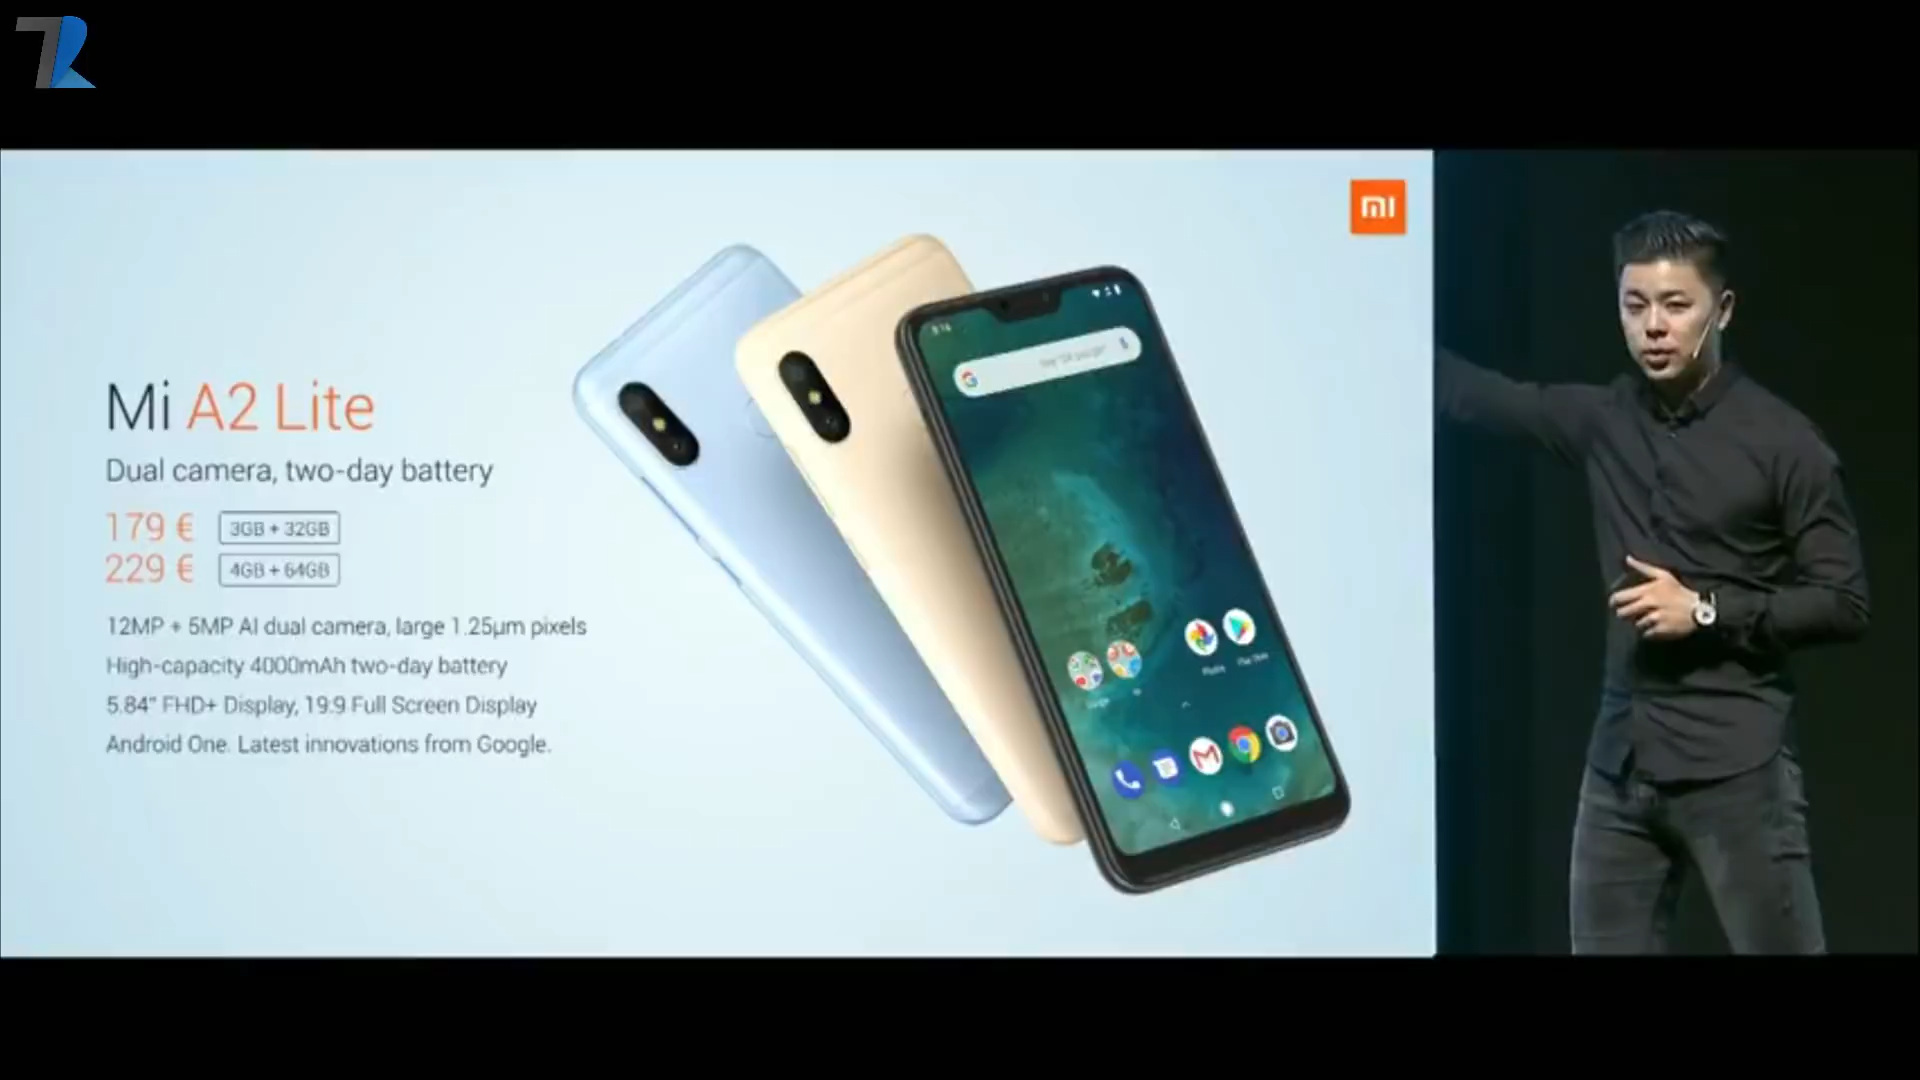 mi
Mi A2 Lite
Dual camera, two-day battery
179 € 3GB + 32GB
229 € 4GB + 64GB
12MP + 5MP AI dual camera, large 1.25µm pixels
High-capacity 4000mAh two-day battery
5.84" FHD+ Display, 19:9 Full Screen Display
Android One. Latest innovations from Google.